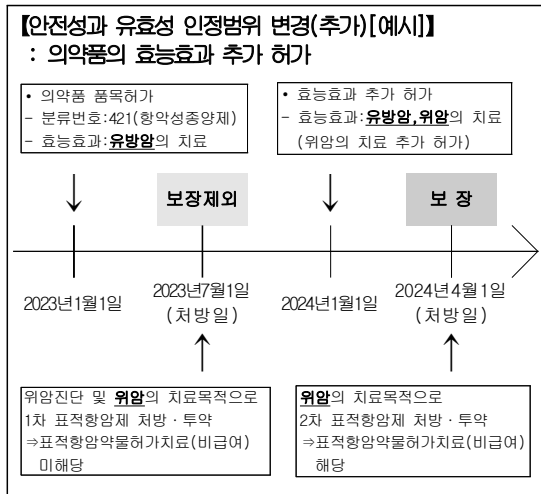 【안전성과 유효성 인정범위 변경(추가)[예시]】
: 의약품의 효능효과 추가 허가
• 의약품 품목허가
- 분류번호:421(항악성종양제)
- 효능효과:유방암의 치료
• 효능효과 추가 허가
- 효능효과:유방암,위암의 치료
(위암의 치료 추가 허가)
보장제외
보 장
2023년1월1일
2023년7월1일
(처방일)
2024년1월1일
2024년4월1일
(처방일)
위암진단 및 위암의 치료목적으로
1차 표적항암제 처방·투약
⇒표적항암약물허가치료(비급여)
미해당
위암의 치료목적으로
2차 표적항암제 처방·투약
⇒표적항암약물허가치료(비급여)
해당